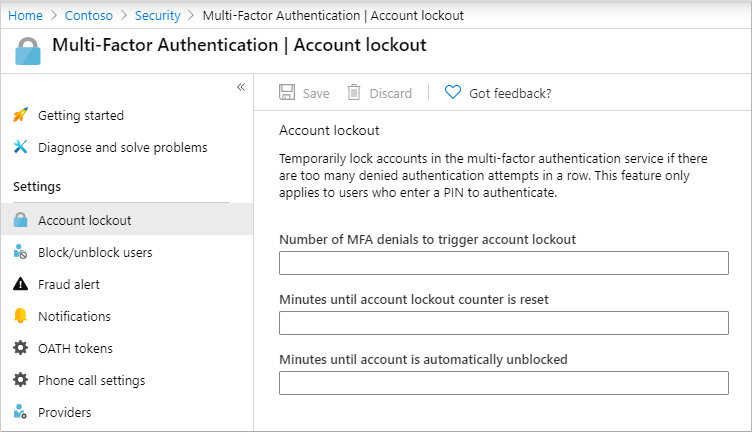 Home > Contoso > Security > Multi-Factor Authentication | Account lockout
Multi-Factor Authentication | Account lockout
«
Getting started
Diagnose and solve problems
Settings
Account lockout
Block/unblock users
Fraud alert
Notifications
OATH tokens
Phone call settings
Providers
Save Discard | Got feedback?
Account lockout
Temporarily lock accounts in the multi-factor authentication service if there
are too many denied authentication attempts in a row. This feature only
applies to users who enter a PIN to authenticate.
Number of MFA denials to trigger account lockout
Minutes until account lockout counter is reset
Minutes until account is automatically unblocked